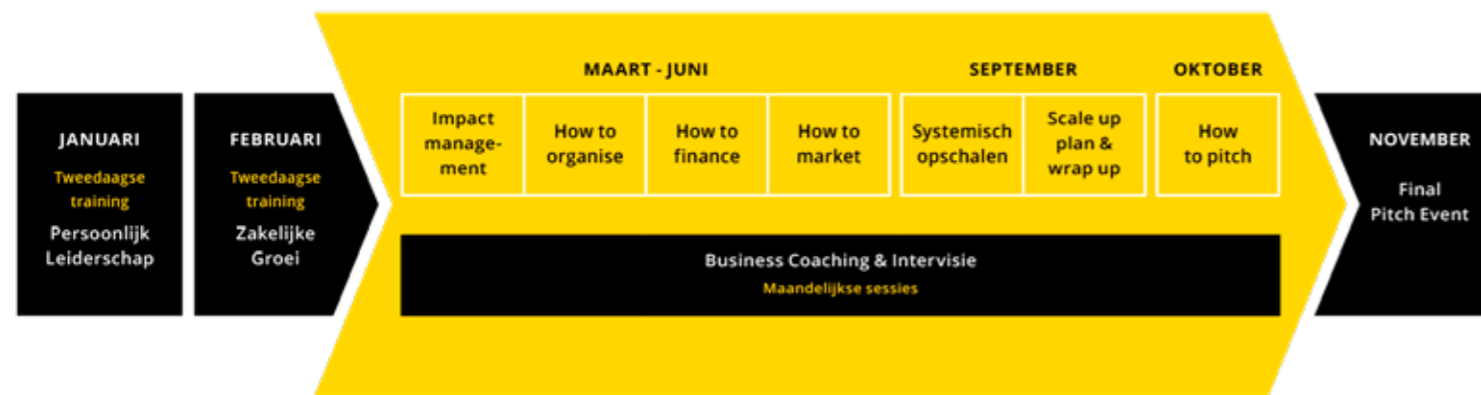 JANUARI
Tweedaagse
training
Persoonlijk
Leiderschap
FEBRUARI
Tweedaagse
training
Zakelijke
Groei
MAART - JUNI
Impact
manage-
ment
How to
organise
How to
finance
How to
market
SEPTEMBER
Systemisch
opschalen
Scale up
plan &
wrap up
OKTOBER
How
to pitch
Business Coaching & Intervisie
Maandelijkse sessies
NOVEMBER
Final
Pitch Event